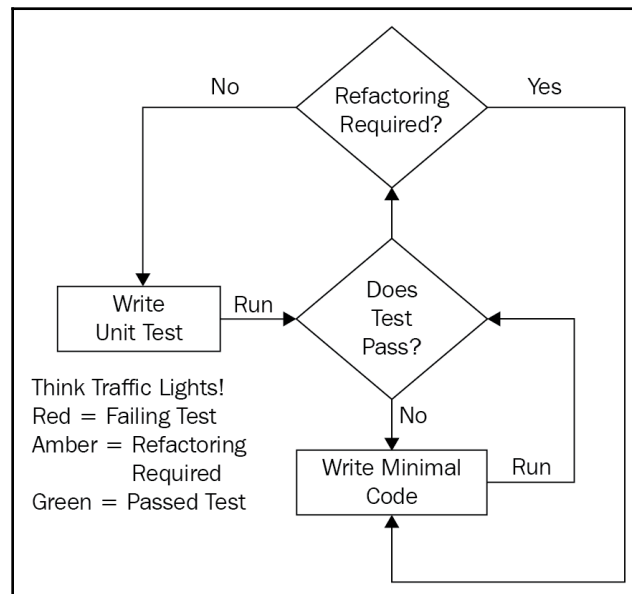 No
Refactoring
Required?
Yes
Write
Unit Test
Run
Does
Test
Pass?
Think Traffic Lights!
Red = Failing Test
Amber = Refactoring
Required
Green = Passed Test
No
Write Minimal
Code
Run